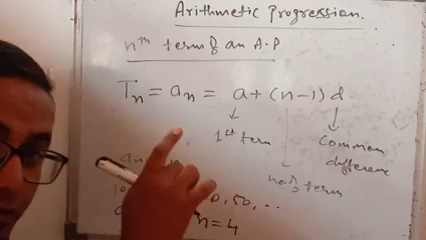 Arithmetic Progression.
nth term of an A.P
Tn = an = a + (n-1) d
1st term
Common
difference
no. of term
0, 50, ..
n = 4